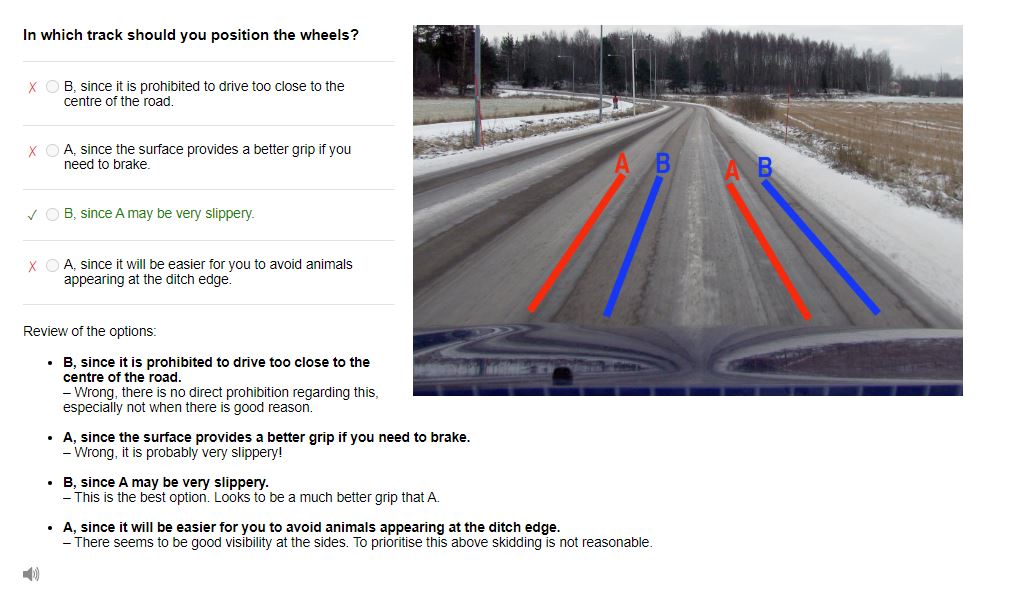 In which track should you position the wheels?
B, since it is prohibited to drive too close to the
centre of the road.
A, since the surface provides a better grip if you
need to brake.
B, since A may be very slippery.
A, since it will be easier for you to avoid animals
appearing at the ditch edge.
A B A B
Review of the options:
• B, since it is prohibited to drive too close to the
centre of the road.
– Wrong, there is no direct prohibition regarding this,
especially not when there is good reason.
• A, since the surface provides a better grip if you need to brake.
– Wrong, it is probably very slippery!
• B, since A may be very slippery.
– This is the best option. Looks to be a much better grip that A.
• A, since it will be easier for you to avoid animals appearing at the ditch edge.
– There seems to be good visibility at the sides. To prioritise this above skidding is not reasonable.